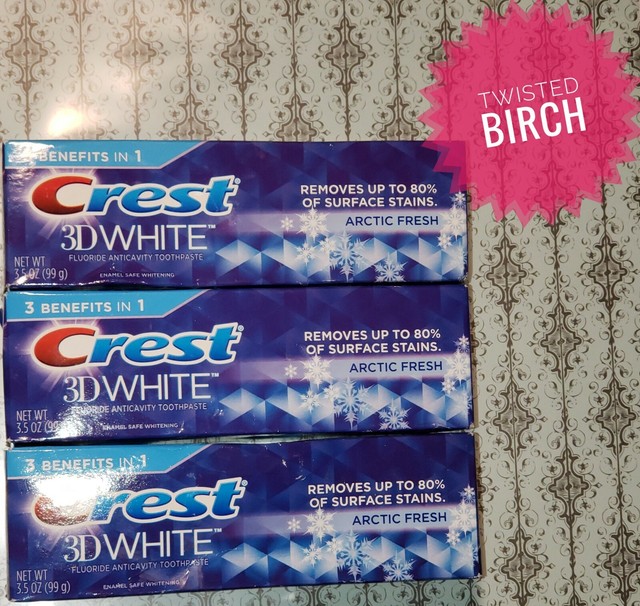 TWISTED
BIRCH
BENEFITS IN 1
Crest
3D WHITE™
FLUORIDE ANTICAVITY TOOTHPASTE
NET WT
3.5 OZ (99 g)
ENAMEL SAFE WHITENING
REMOVES UP TO 80%
OF SURFACE STAINS.
ARCTIC FRESH
3 BENEFITS IN 1
Crest
3D WHITE™
FLUORIDE ANTICAVITY TOOTHPASTE
NET WT
3.5 OZ (99
ENAMEL SAFE WHITENING
REMOVES UP TO 80%
OF SURFACE STAINS.
ARCTIC FRESH
3 BENEFITS IN 1
Crest
3D WHITE™
FLUORIDE ANTICAVITY TOOTHPASTE
NET WT
3.5 OZ (99 g)
ENAMEL SAFE WHITENING
REMOVES UP TO 80%
OF SURFACE STAINS.
ARCTIC FRESH